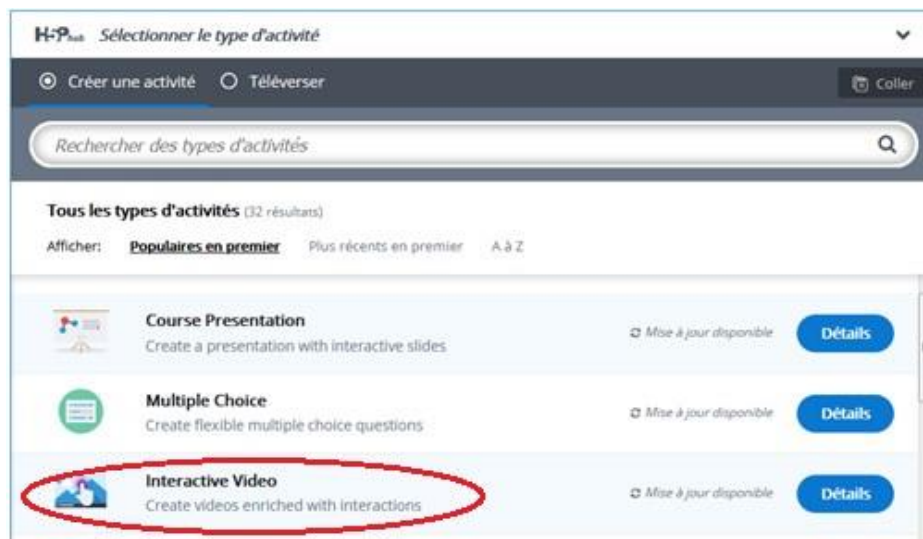 H5P hub Sélectionner le type d'activité
Créer une activité Téléverser Coller
Rechercher des types d'activités
Tous les types d'activités (32 résultats)
Afficher: Populaires en premier Plus récents en premier A à Z
Course Presentation
Create a presentation with interactive slides
Mise à jour disponible
Détails
Multiple Choice
Create flexible multiple choice questions
Mise à jour disponible
Détails
Interactive Video
Create videos enriched with interactions
Mise à jour disponible
Détails